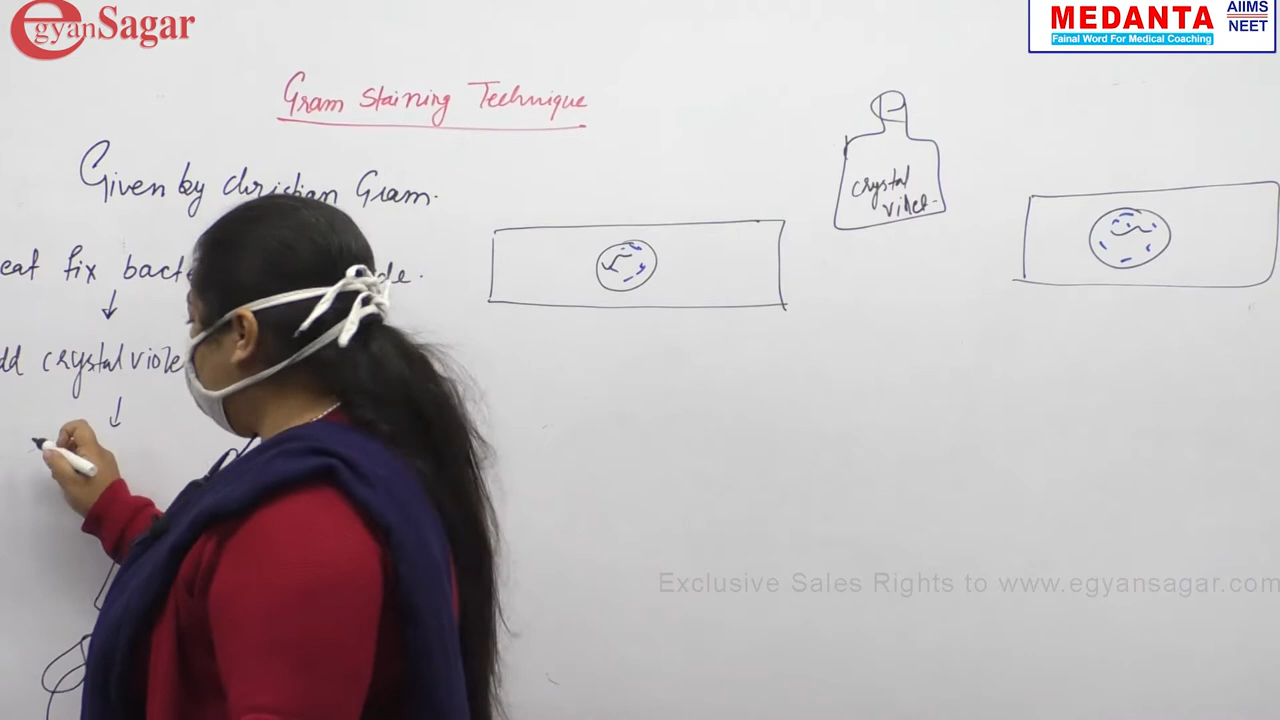 egyanSagar
MEDANTA
Fainal Word For Medical Coaching
AIIMS
NEET
Gram Staining Technique
Given by Christian Gram.
eat fix bacte
de.
dd crystal viole
crystal
violet
Exclusive Sales Rights to www.egyansagar.com